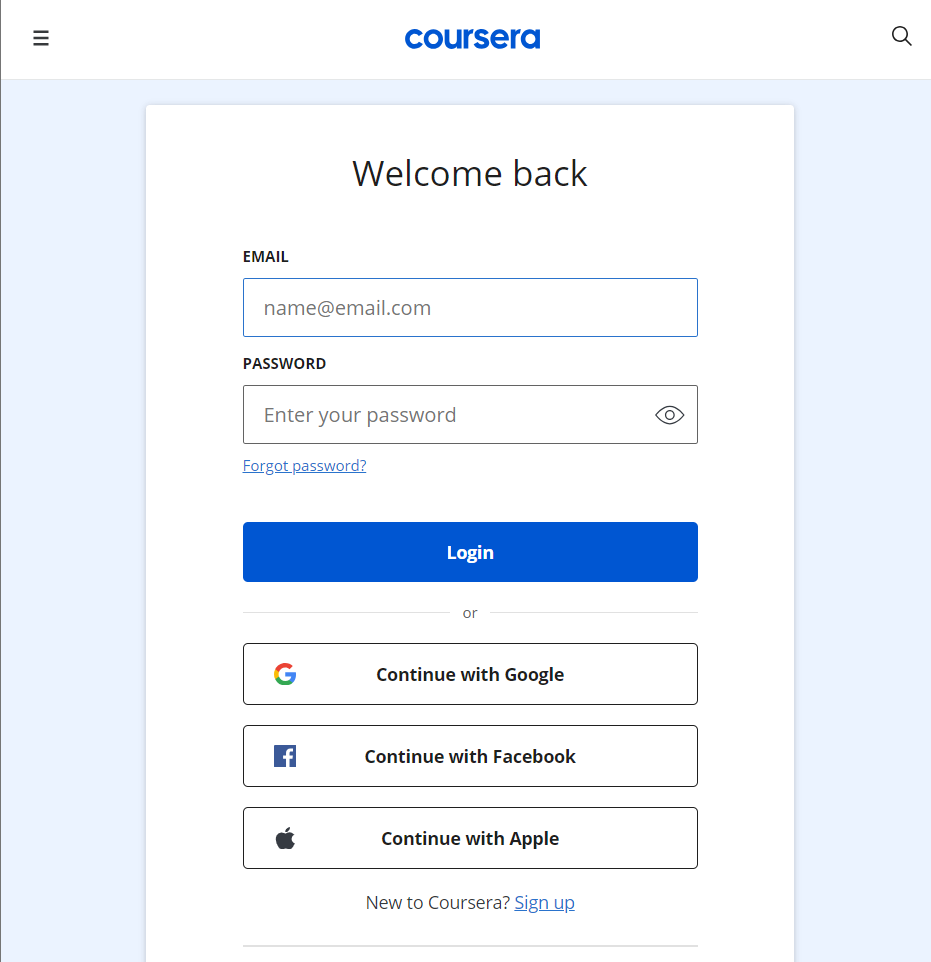 coursera
Welcome back
EMAIL
name@email.com
PASSWORD
Enter your password
Forgot password?
Login
or
Continue with Google
Continue with Facebook
Continue with Apple
New to Coursera? Sign up